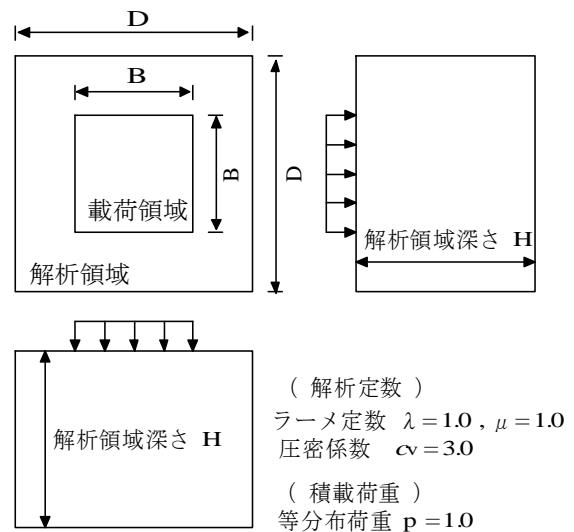 D
B
B
D
載荷領域
解析領域
解析領域深さ H
解析領域深さ H
（ 解析定数 ）
ラーメ定数 λ＝1.0 , μ＝1.0
圧密係数 cv＝3.0
（ 積載荷重 ）
等分布荷重 p＝1.0